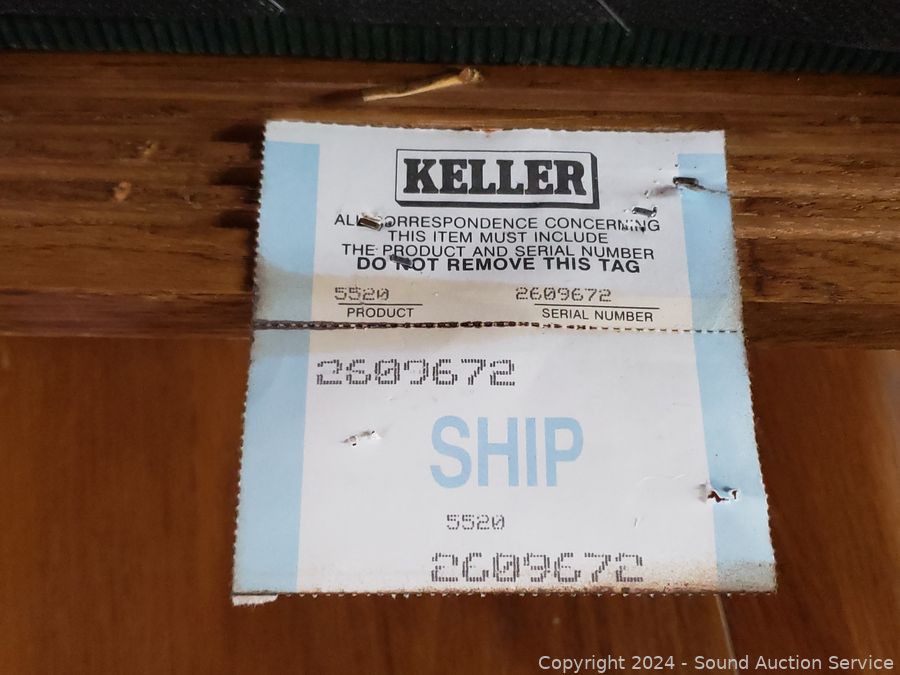 KELLER
ALL CORRESPONDENCE CONCERNING
THIS ITEM MUST INCLUDE
THE PRODUCT AND SERIAL NUMBER
DO NOT REMOVE THIS TAG
5520 2609672
PRODUCT SERIAL NUMBER
2609672
SHIP
5520
2609672
Copyright © 2024 - Sound Auction Service